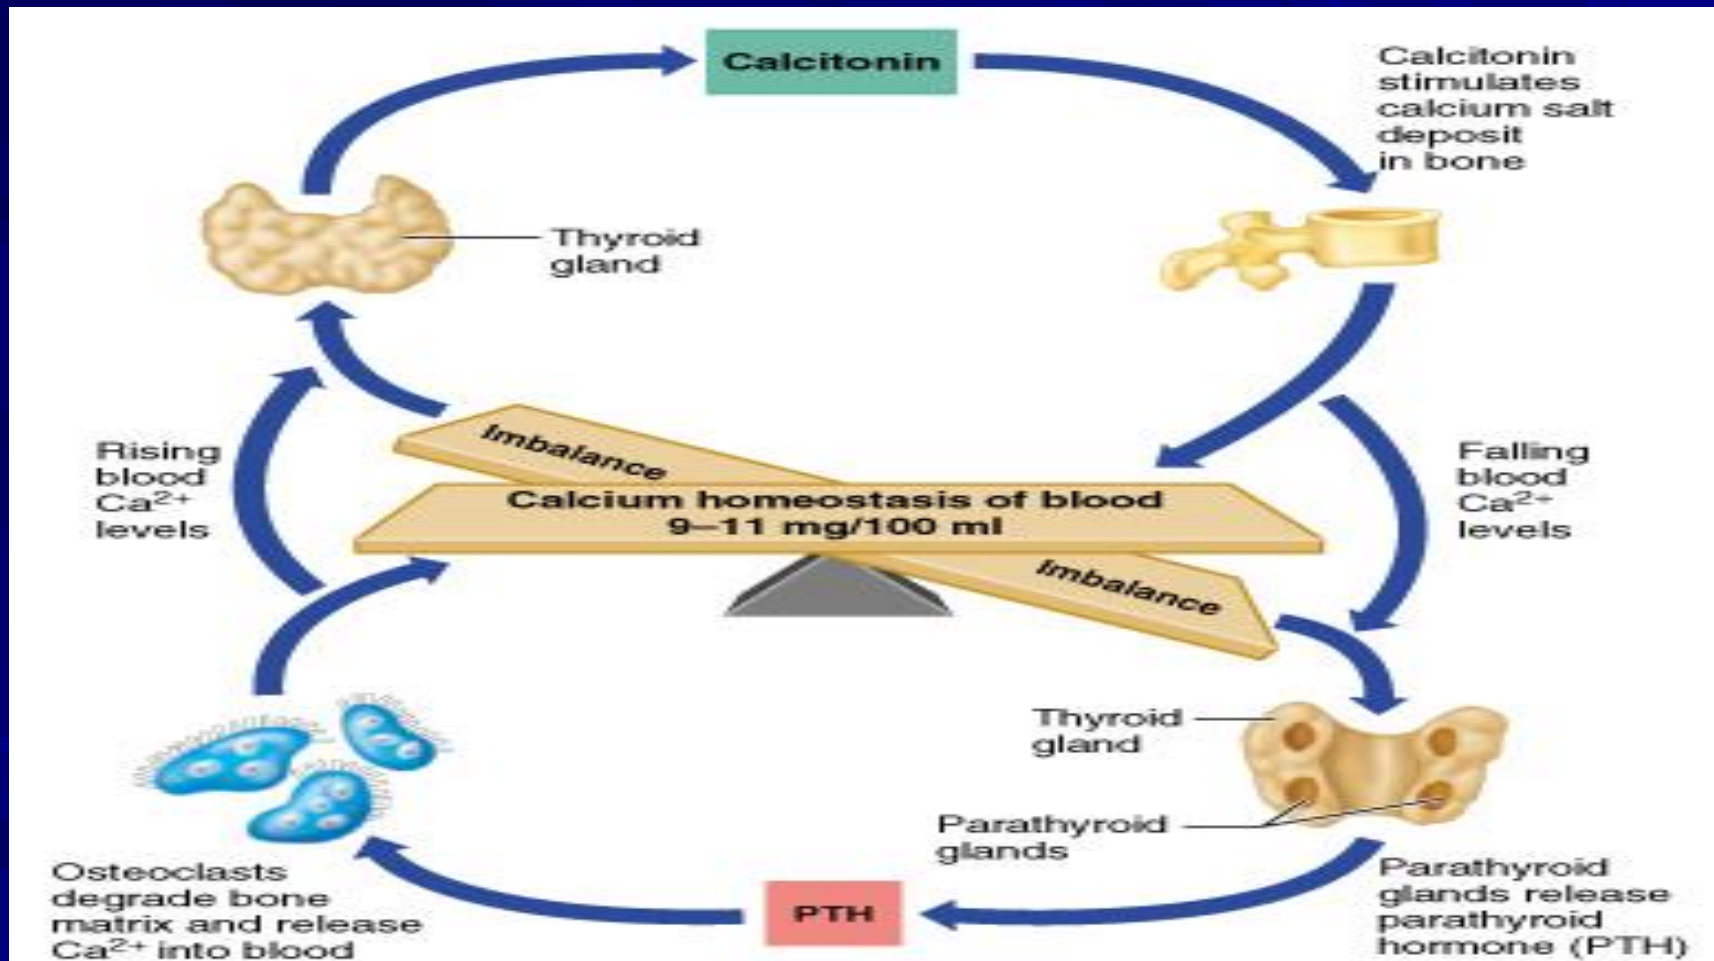 Calcitonin
Calcitonin
stimulates
calcium salt
deposit
in bone
Thyroid
gland
Imbalance
Rising
blood
Ca²⁺
levels
Calcium homeostasis of blood
9–11 mg/100 ml
Falling
blood
Ca²⁺
levels
Imbalance
Thyroid
gland
Parathyroid
glands
Osteoclasts
degrade bone
matrix and release
Ca²⁺ into blood
PTH
Parathyroid
glands release
parathyroid
hormone (PTH)